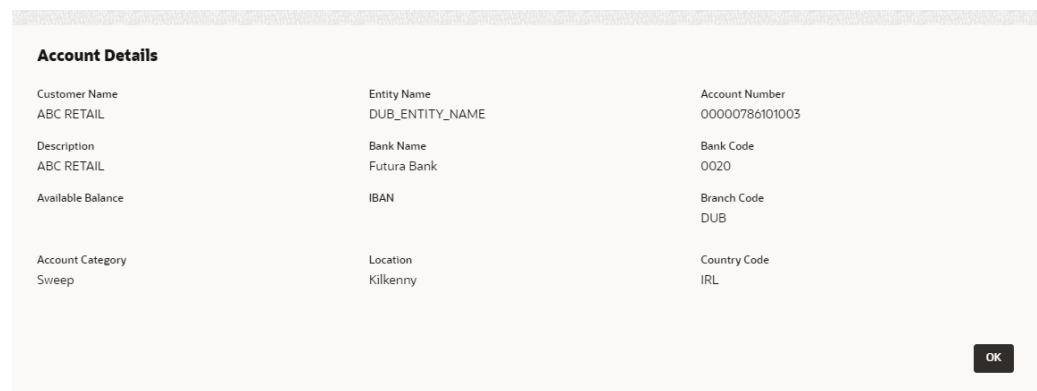 Account Details
Customer Name Entity Name Account Number
ABC RETAIL DUB_ENTITY_NAME 00000786101003
Description Bank Name Bank Code
ABC RETAIL Futura Bank 0020
Available Balance IBAN Branch Code
DUB
Account Category Location Country Code
Sweep Kilkenny IRL
OK